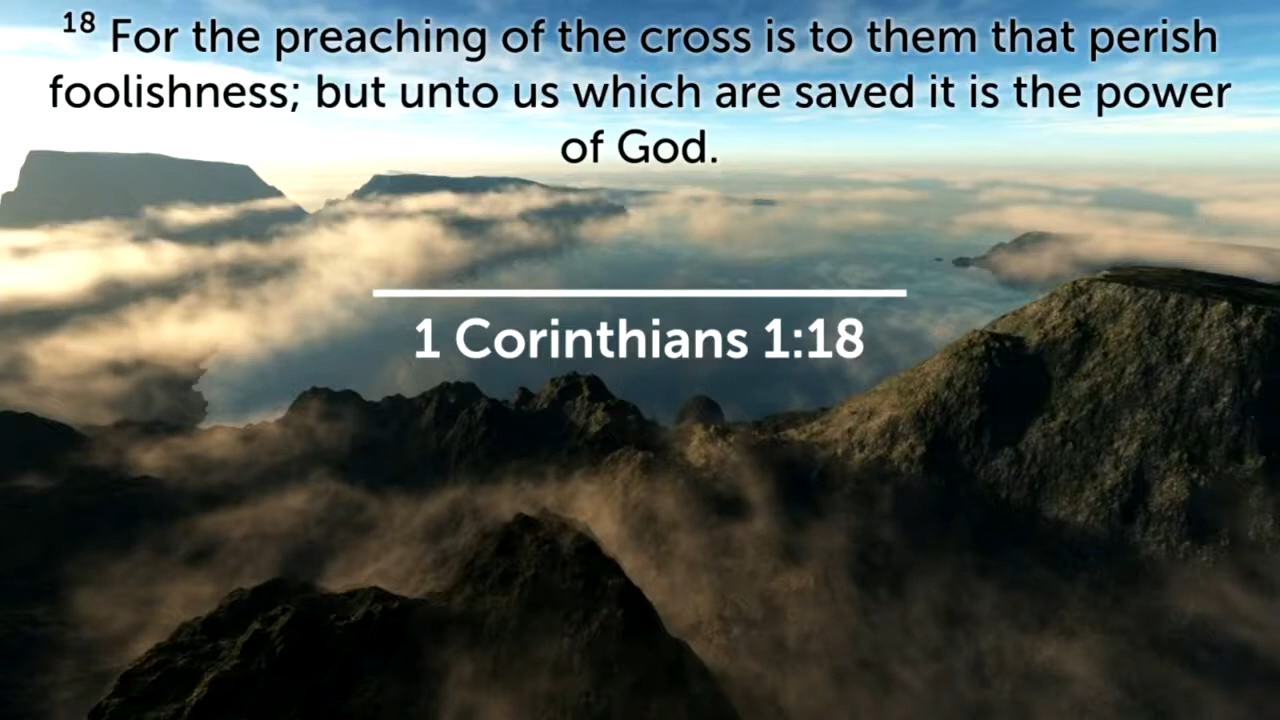 18 For the preaching of the cross is to them that perish
foolishness; but unto us which are saved it is the power
of God.
1 Corinthians 1:18